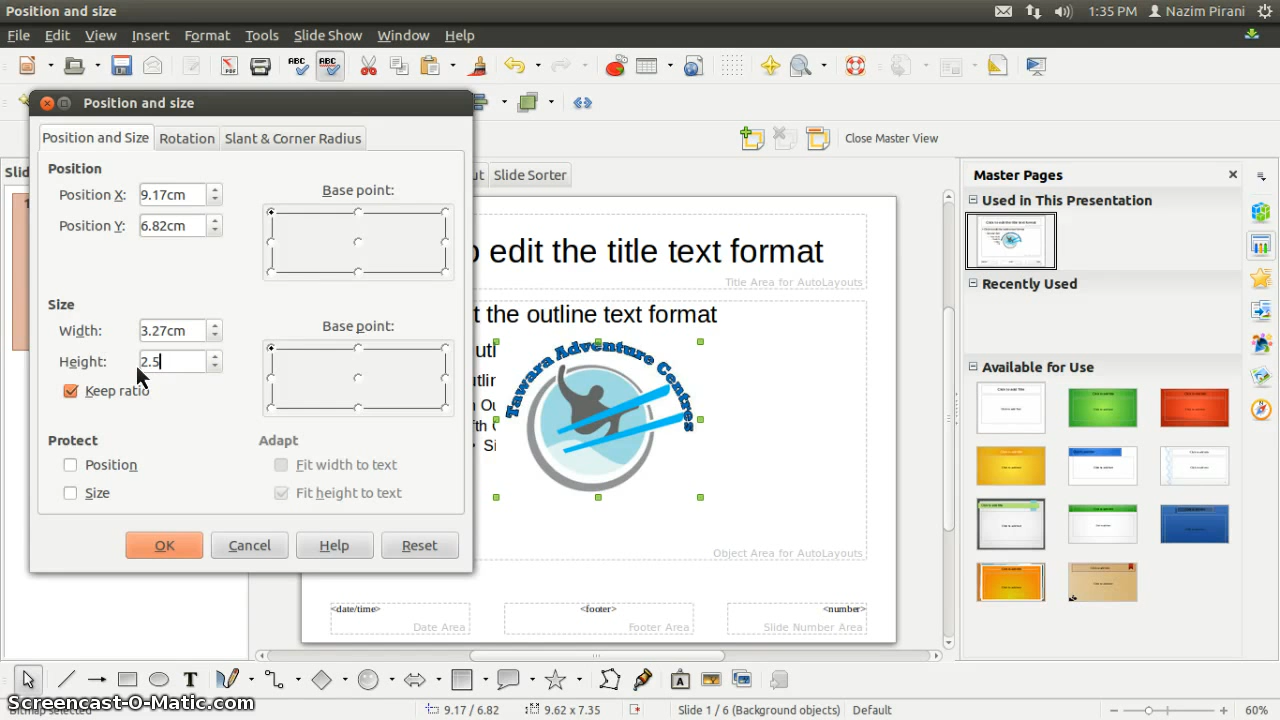 Position and size
1:35 PM
Nazim Pirani
File Edit View Insert Format Tools Slide Show Window Help
Position and size
Close Master View
Position and Size Rotation Slant & Corner Radius
Slid
ut Slide Sorter
Master Pages
Position
Position X: 9.17cm
Position Y: 6.82cm
Base point:
Used in This Presentation
Recently Used
Available for Use
o edit the title text format
Title Area for AutoLayouts
t the outline text format
Tawara Adventure Centres
Size
Width: 3.27cm
Height: 2.5
Base point:
Keep ratio
Protect
Adapt
Position
Fit width to text
Size
Fit height to text
OK Cancel Help Reset
Object Area for AutoLayouts
<date/time>
Date Area
<footer>
Footer Area
<number>
Slide Number Area
Screencast-O-Matic.com
9.17 / 6.82
9.62 x 7.35
Slide 1 / 6 (Background objects)
Default
60%